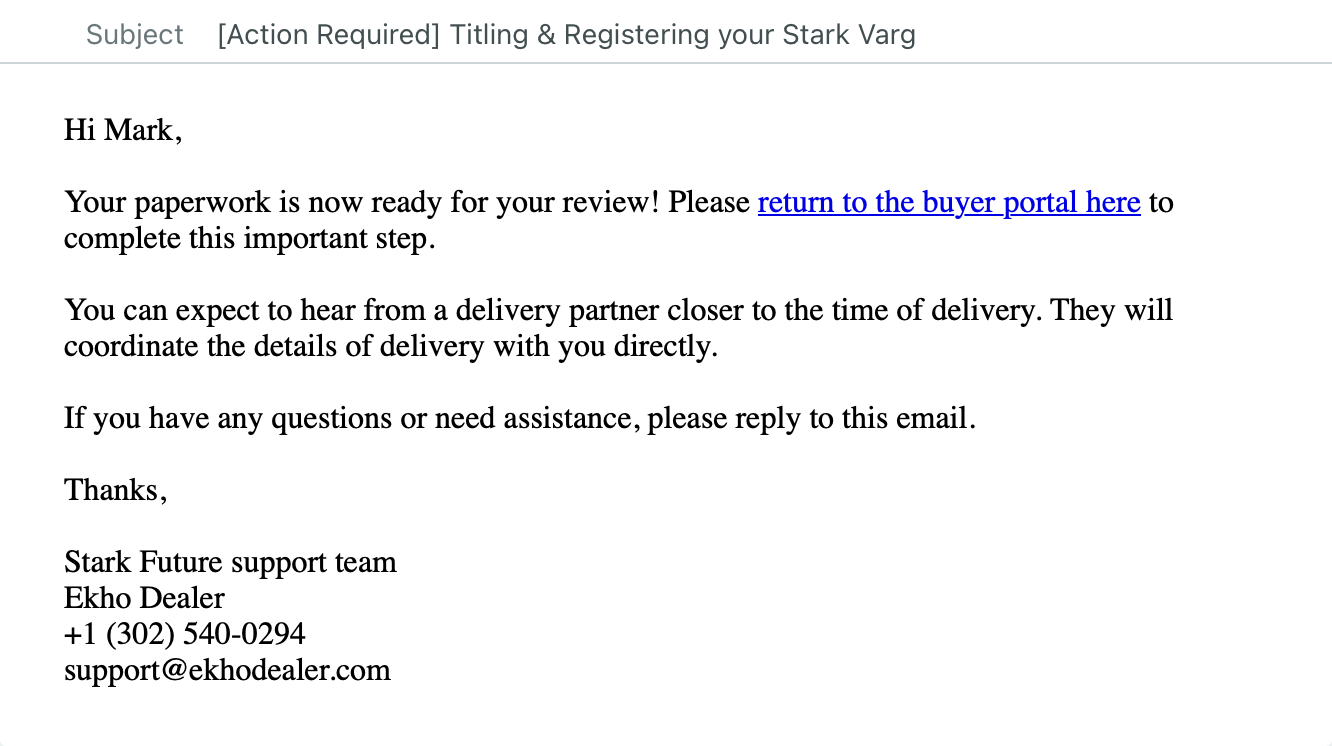 Subject [Action Required] Titling & Registering your Stark Varg
Hi Mark,
Your paperwork is now ready for your review! Please return to the buyer portal here to
complete this important step.
You can expect to hear from a delivery partner closer to the time of delivery. They will
coordinate the details of delivery with you directly.
If you have any questions or need assistance, please reply to this email.
Thanks,
Stark Future support team
Ekho Dealer
+1 (302) 540-0294
support@ekhodealer.com